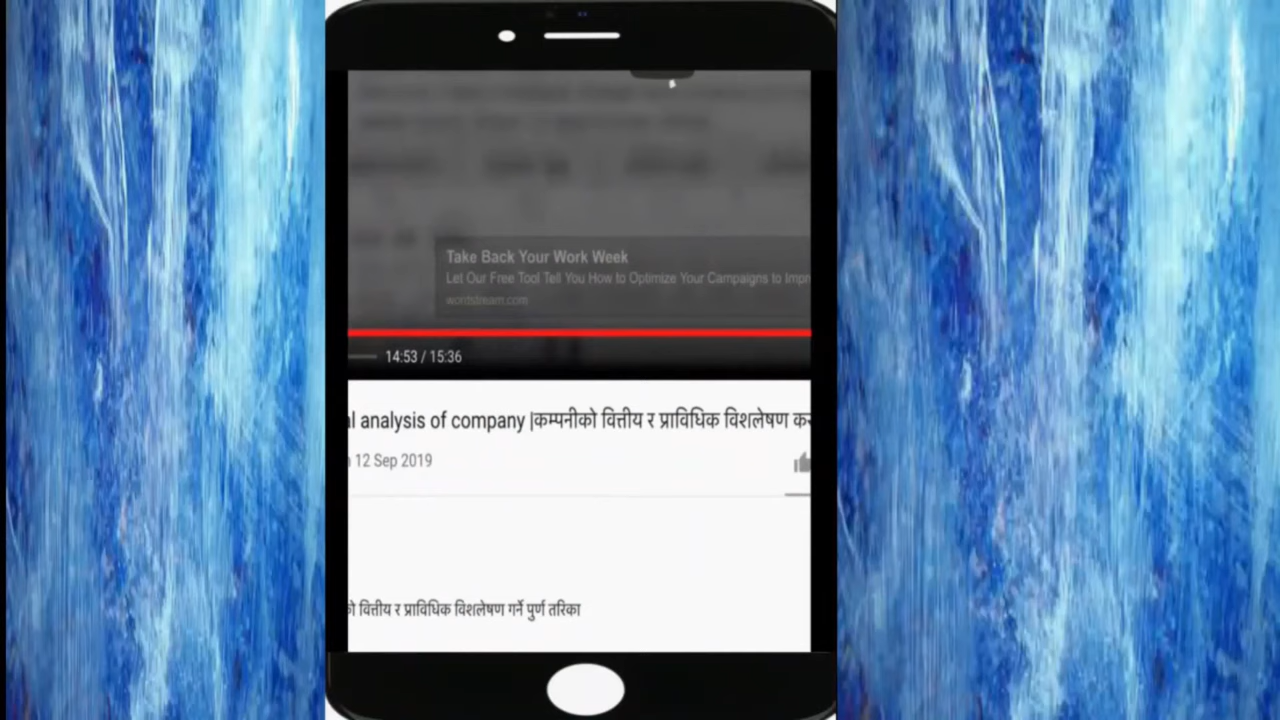 Take Back Your Work Week
Let Our Free Tool Tell You How to Optimize Your Campaigns to Impr
wordstream.com
14:53 / 15:36
analysis of company |कम्पनीको वित्तीय र प्राविधिक विशलेषण
12 Sep 2019
वित्तीय र प्राविधिक विशलेषण गर्ने पुर्ण तरिका